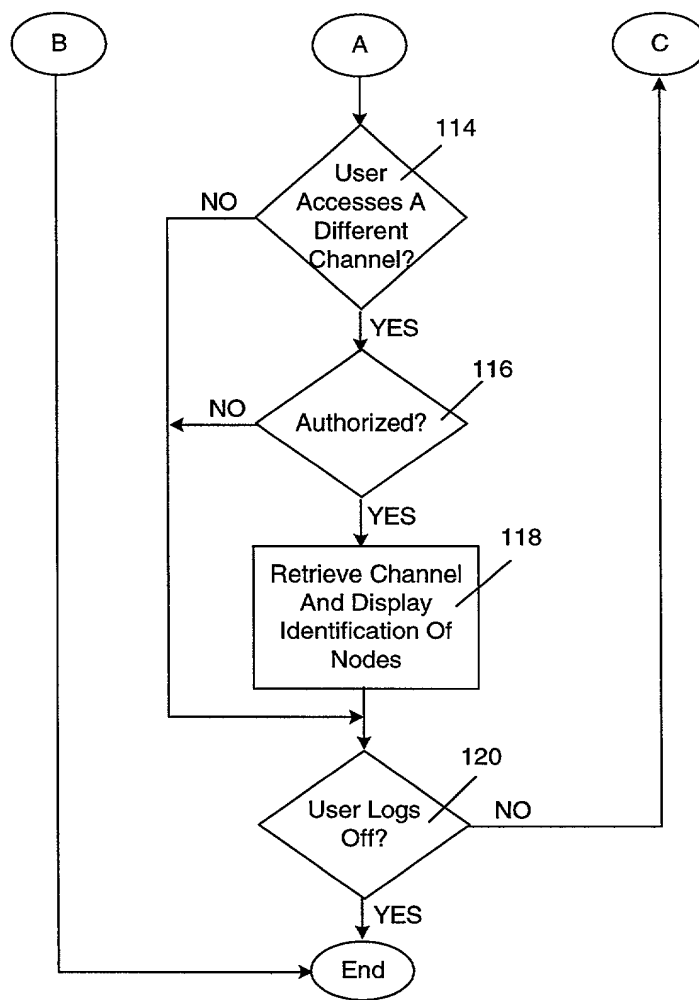 B
A
C
114
User
Accesses A
Different
Channel?
NO
YES
116
Authorized?
NO
YES
118
Retrieve Channel
And Display
Identification Of
Nodes
120
User Logs
Off?
NO
YES
End